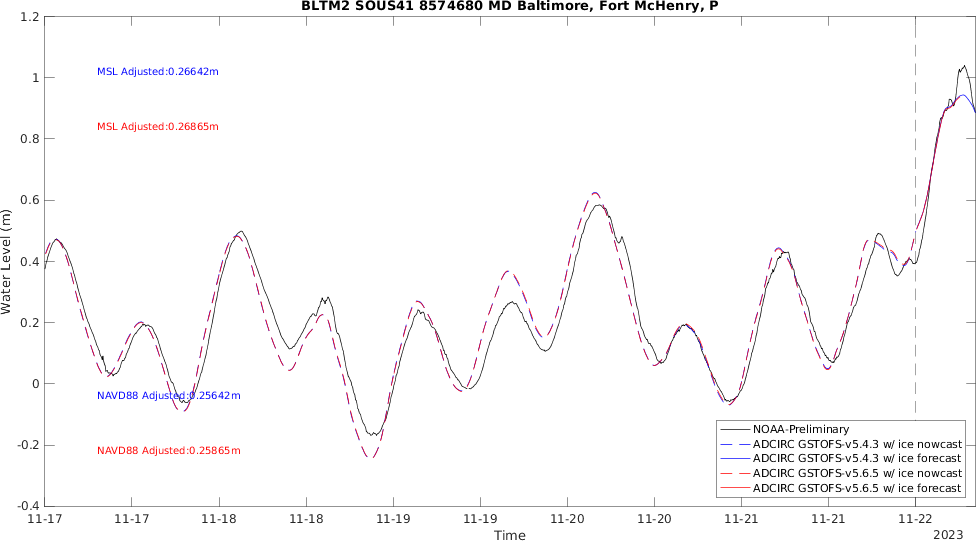 BLTM2 SOUS41 8574680 MD Baltimore, Fort McHenry, P
1.2
1
0.8
0.6
0.4
0.2
0
-0.2
-0.4
Water Level (m)
MSL Adjusted:0.26642m
MSL Adjusted:0.26865m
NAVD88 Adjusted:0.25642m
NAVD88 Adjusted:0.25865m
NOAA-Preliminary
ADCIRC GSTOFS-v5.4.3 w/ ice nowcast
ADCIRC GSTOFS-v5.4.3 w/ ice forecast
ADCIRC GSTOFS-v5.6.5 w/ ice nowcast
ADCIRC GSTOFS-v5.6.5 w/ ice forecast
11-17 11-17 11-18 11-18 11-19 11-19 11-20 11-20 11-21 11-21 11-22
Time
2023